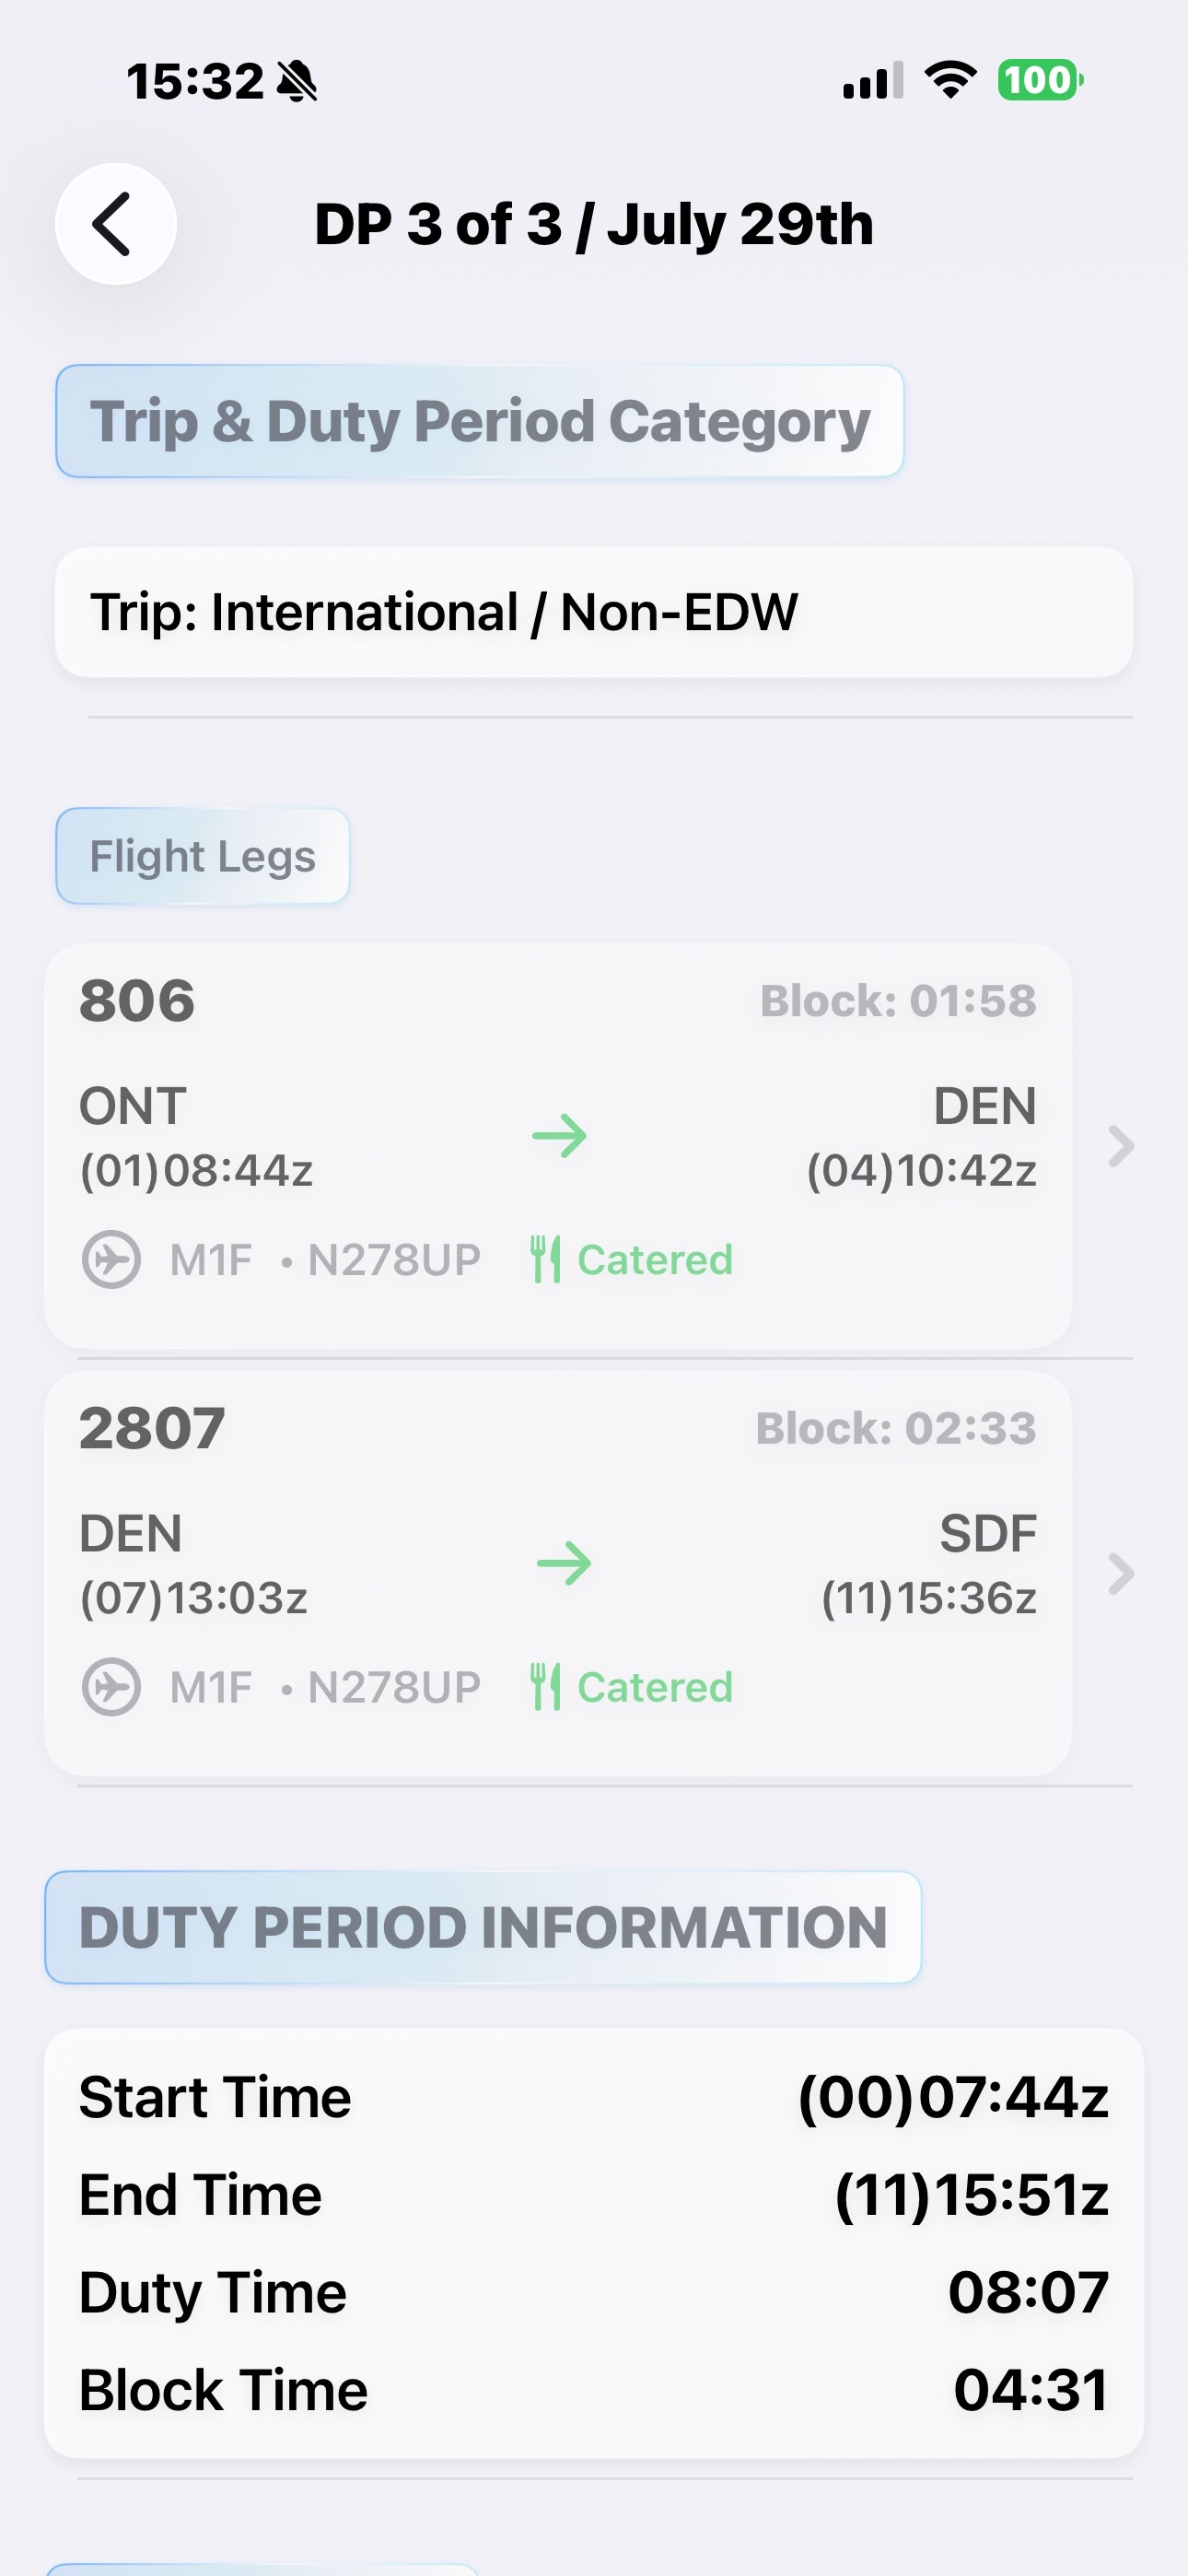 15:32
100
DP 3 of 3 / July 29th
Trip & Duty Period Category
Trip: International / Non-EDW
Flight Legs
806 Block: 01:58
ONT DEN
(01)08:44z (04)10:42z
M1F • N278UP Catered
2807 Block: 02:33
DEN SDF
(07)13:03z (11)15:36z
M1F • N278UP Catered
DUTY PERIOD INFORMATION
Start Time (00)07:44z
End Time (11)15:51z
Duty Time 08:07
Block Time 04:31